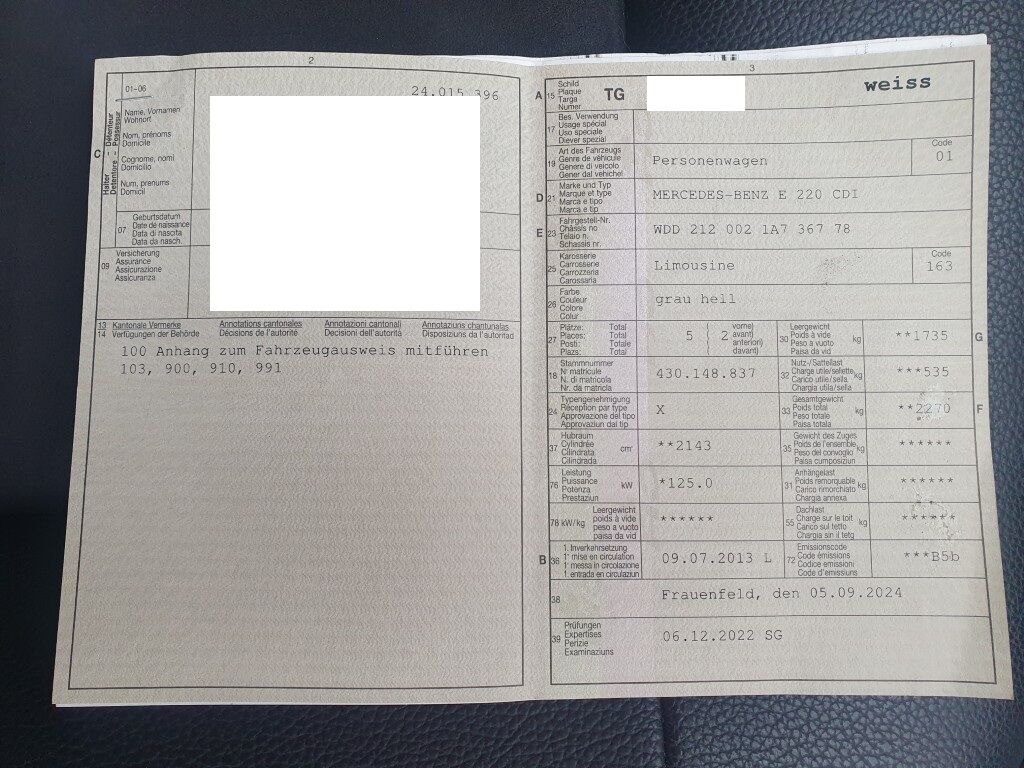 2
01-06
24.015.396
Halter - Détenteur
Detentore - Possessur
C
Name, Vornamen
Wohnort
Nom, prénoms
Domicile
Cognome, nomi
Domicilio
Num, prenums
Domicil
07
Geburtsdatum
Date de naissance
Data di nascita
Data da nasch.
09
Versicherung
Assurance
Assicurazione
Assicuranza
13 Kantonale Vermerke Annotations cantonales Annotazioni cantonali Annotaziuns chantunalas
14 Verfügungen der Behörde Décisions de l'autorité Decisioni dell'autorità Disposiziuns da l'autoritad
100 Anhang zum Fahrzeugausweis mitführen
103, 900, 910, 991
3
A 15
Schild
Plaque
Targa
Numer
TG
weiss
17
Bes. Verwendung
Usage spécial
Uso speciale
Diever spezial
19
Art des Fahrzeugs
Genre de véhicule
Genere di veicolo
Gener dal vehichel
Personenwagen
Code
01
D 21
Marke und Typ
Marque et type
Marca e tipo
Marca e tip
MERCEDES-BENZ E 220 CDI
E 23
Fahrgestell-Nr.
Châssis no
Telaio n.
Schassis nr.
WDD 212 002 1A7 367 78
25
Karosserie
Carrosserie
Carrozzeria
Carossaria
Limousine
Code
163
26
Farbe
Couleur
Colore
Colur
grau hell
27
Plätze: Total
Places: Total
Posti: Totale
Plazs: Total
5
2
vorne)
avant)
anteriori)
davant)
30
Leergewicht
Poids à vide
Peso a vuoto
Paisa da vid
kg
**1735
G
18
Stammnummer
N° matricule
N. di matricola
Nr. da matricla
430.148.837
32
Nutz-/Sattellast
Charge utile/sellette
Carico utile/sella
Chargia utila/sella
kg
***535
24
Typengenehmigung
Réception par type
Approvazione del tipo
Approvaziun dal tip
X
33
Gesamtgewicht
Poids total
Peso totale
Paisa totala
kg
**2270
F
37
Hubraum
Cylindrée
Cilindrata
Cilindrada
cm³
**2143
35
Gewicht des Zuges
Poids de l'ensemble
Peso del convoglio
Paisa cumposiziun
kg
******
76
Leistung
Puissance
Potenza
Prestaziun
kW
*125.0
31
Anhängelast
Poids remorquable
Carico rimorchiato
Chargia annexa
kg
******
78 kW/kg
Leergewicht
poids à vide
peso a vuoto
paisa da vid
******
55
Dachlast
Charge sur le toit
Carico sul tetto
Chargia sin il tetg
kg
******
B 36
1. Inverkehrsetzung
1re mise en circulation
1a messa in circolazione
1. entrada en circulaziun
09.07.2013 L
72
Emissionscode
Code émissions
Codice emissioni
Code d'emissiuns
***B5b
38
Frauenfeld, den 05.09.2024
39
Prüfungen
Expertises
Perizie
Examinaziuns
06.12.2022 SG